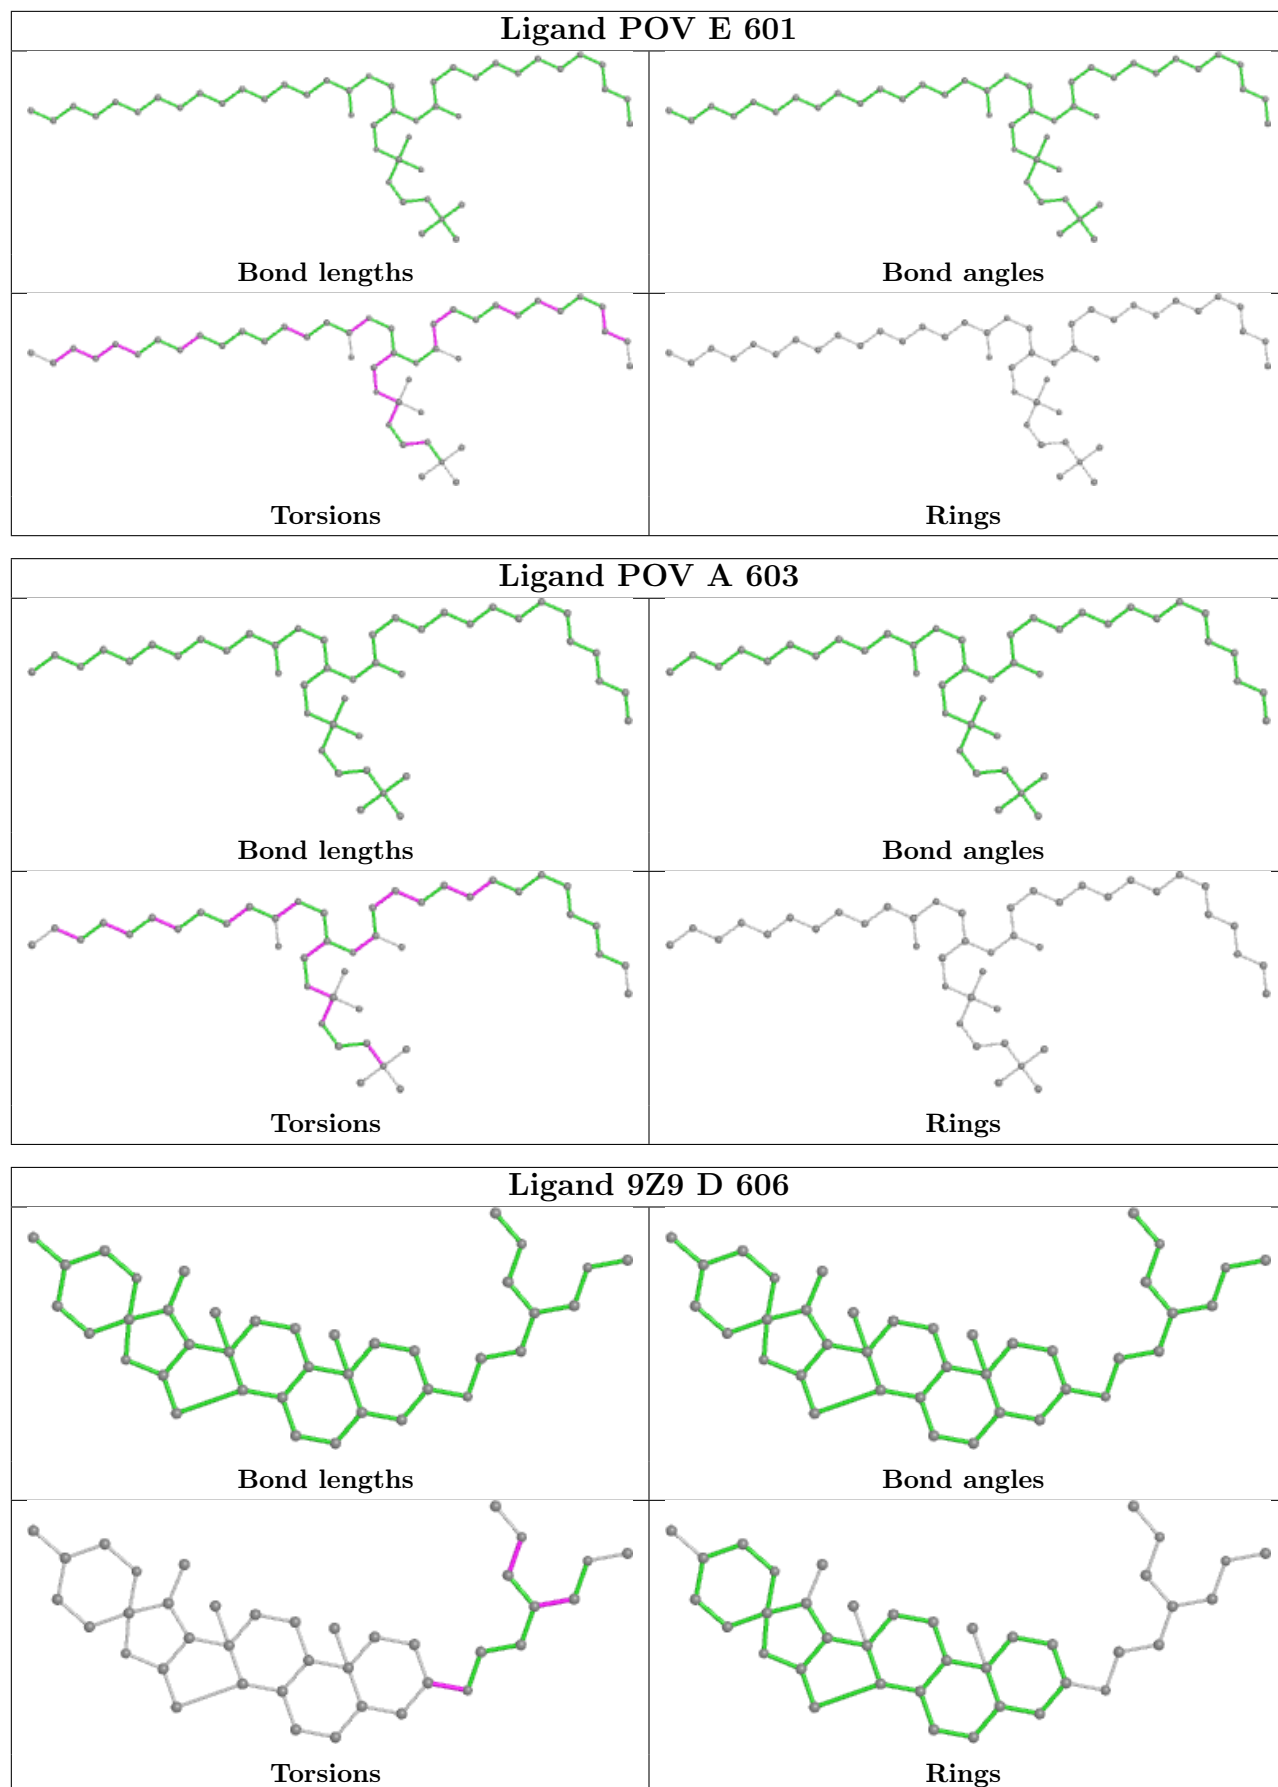 Ligand POV E 601
Bond lengths
Bond angles
Torsions
Rings
Ligand POV A 603
Bond lengths
Bond angles
Torsions
Rings
Ligand 9Z9 D 606
Bond lengths
Bond angles
Torsions
Rings